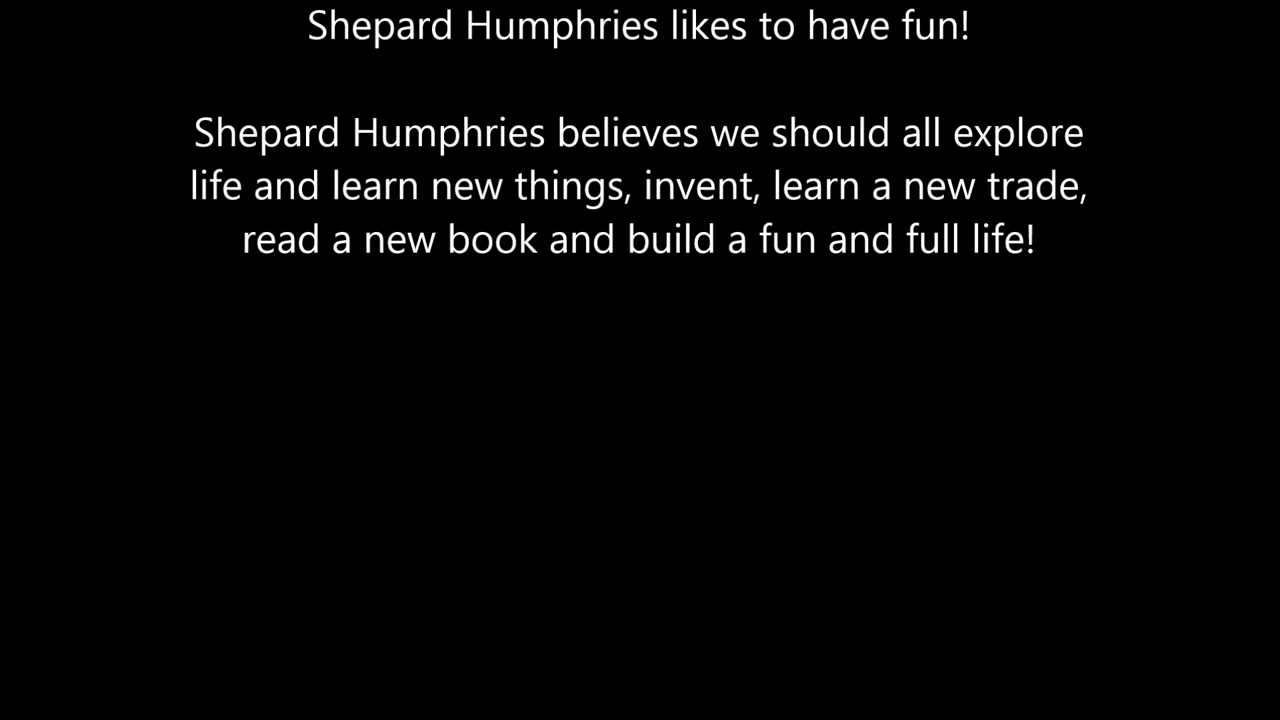 Shepard Humphries likes to have fun!
Shepard Humphries believes we should all explore
life and learn new things, invent, learn a new trade,
read a new book and build a fun and full life!